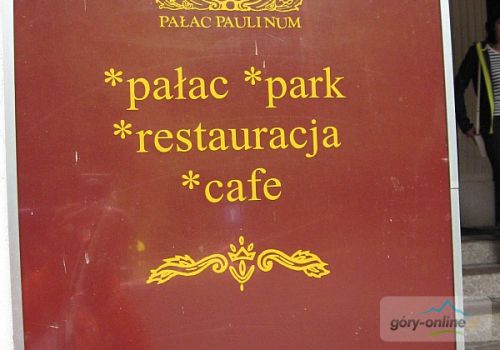 PAŁAC PAULINUM
*pałac *park
*restauracja
*cafe
góry-online